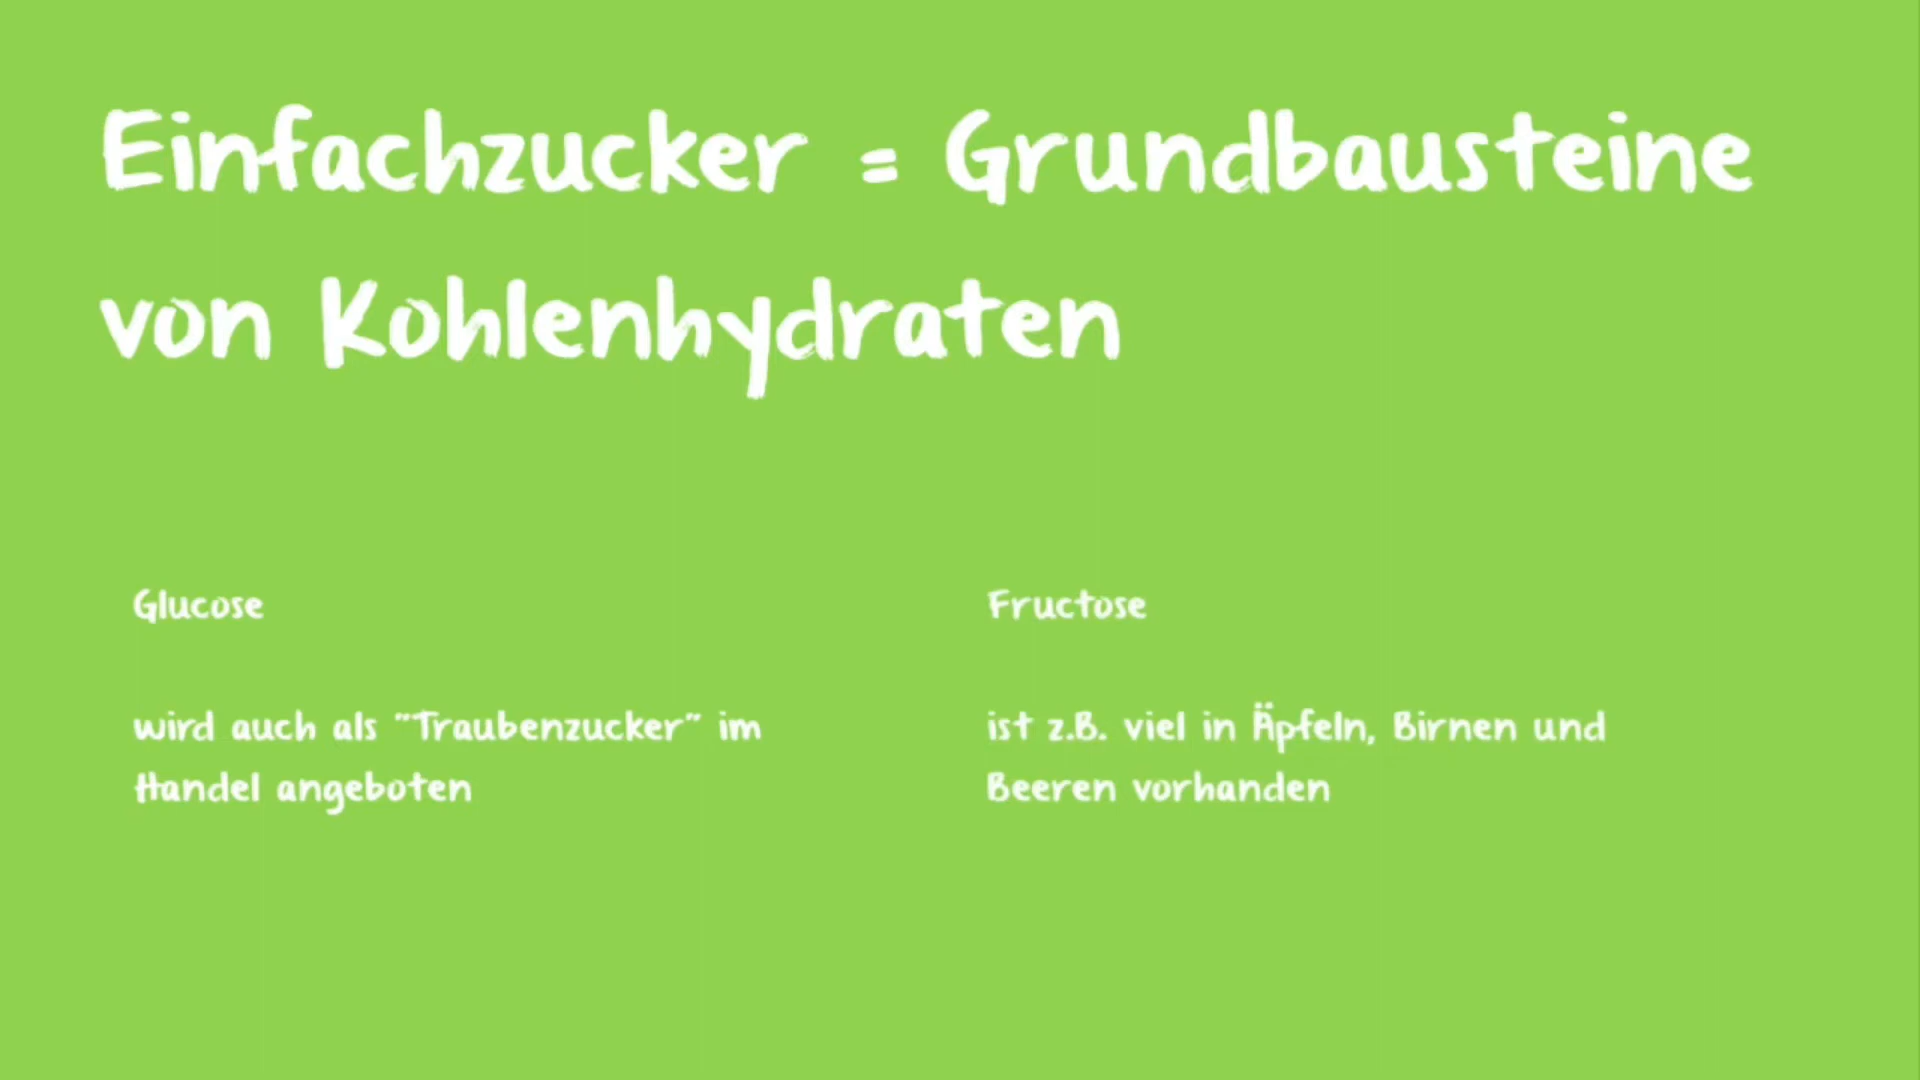 Einfachzucker = Grundbausteine
von Kohlenhydraten
Glucose
wird auch als "Traubenzucker" im
Handel angeboten
Fructose
ist z.B. viel in Äpfeln, Birnen und
Beeren vorhanden